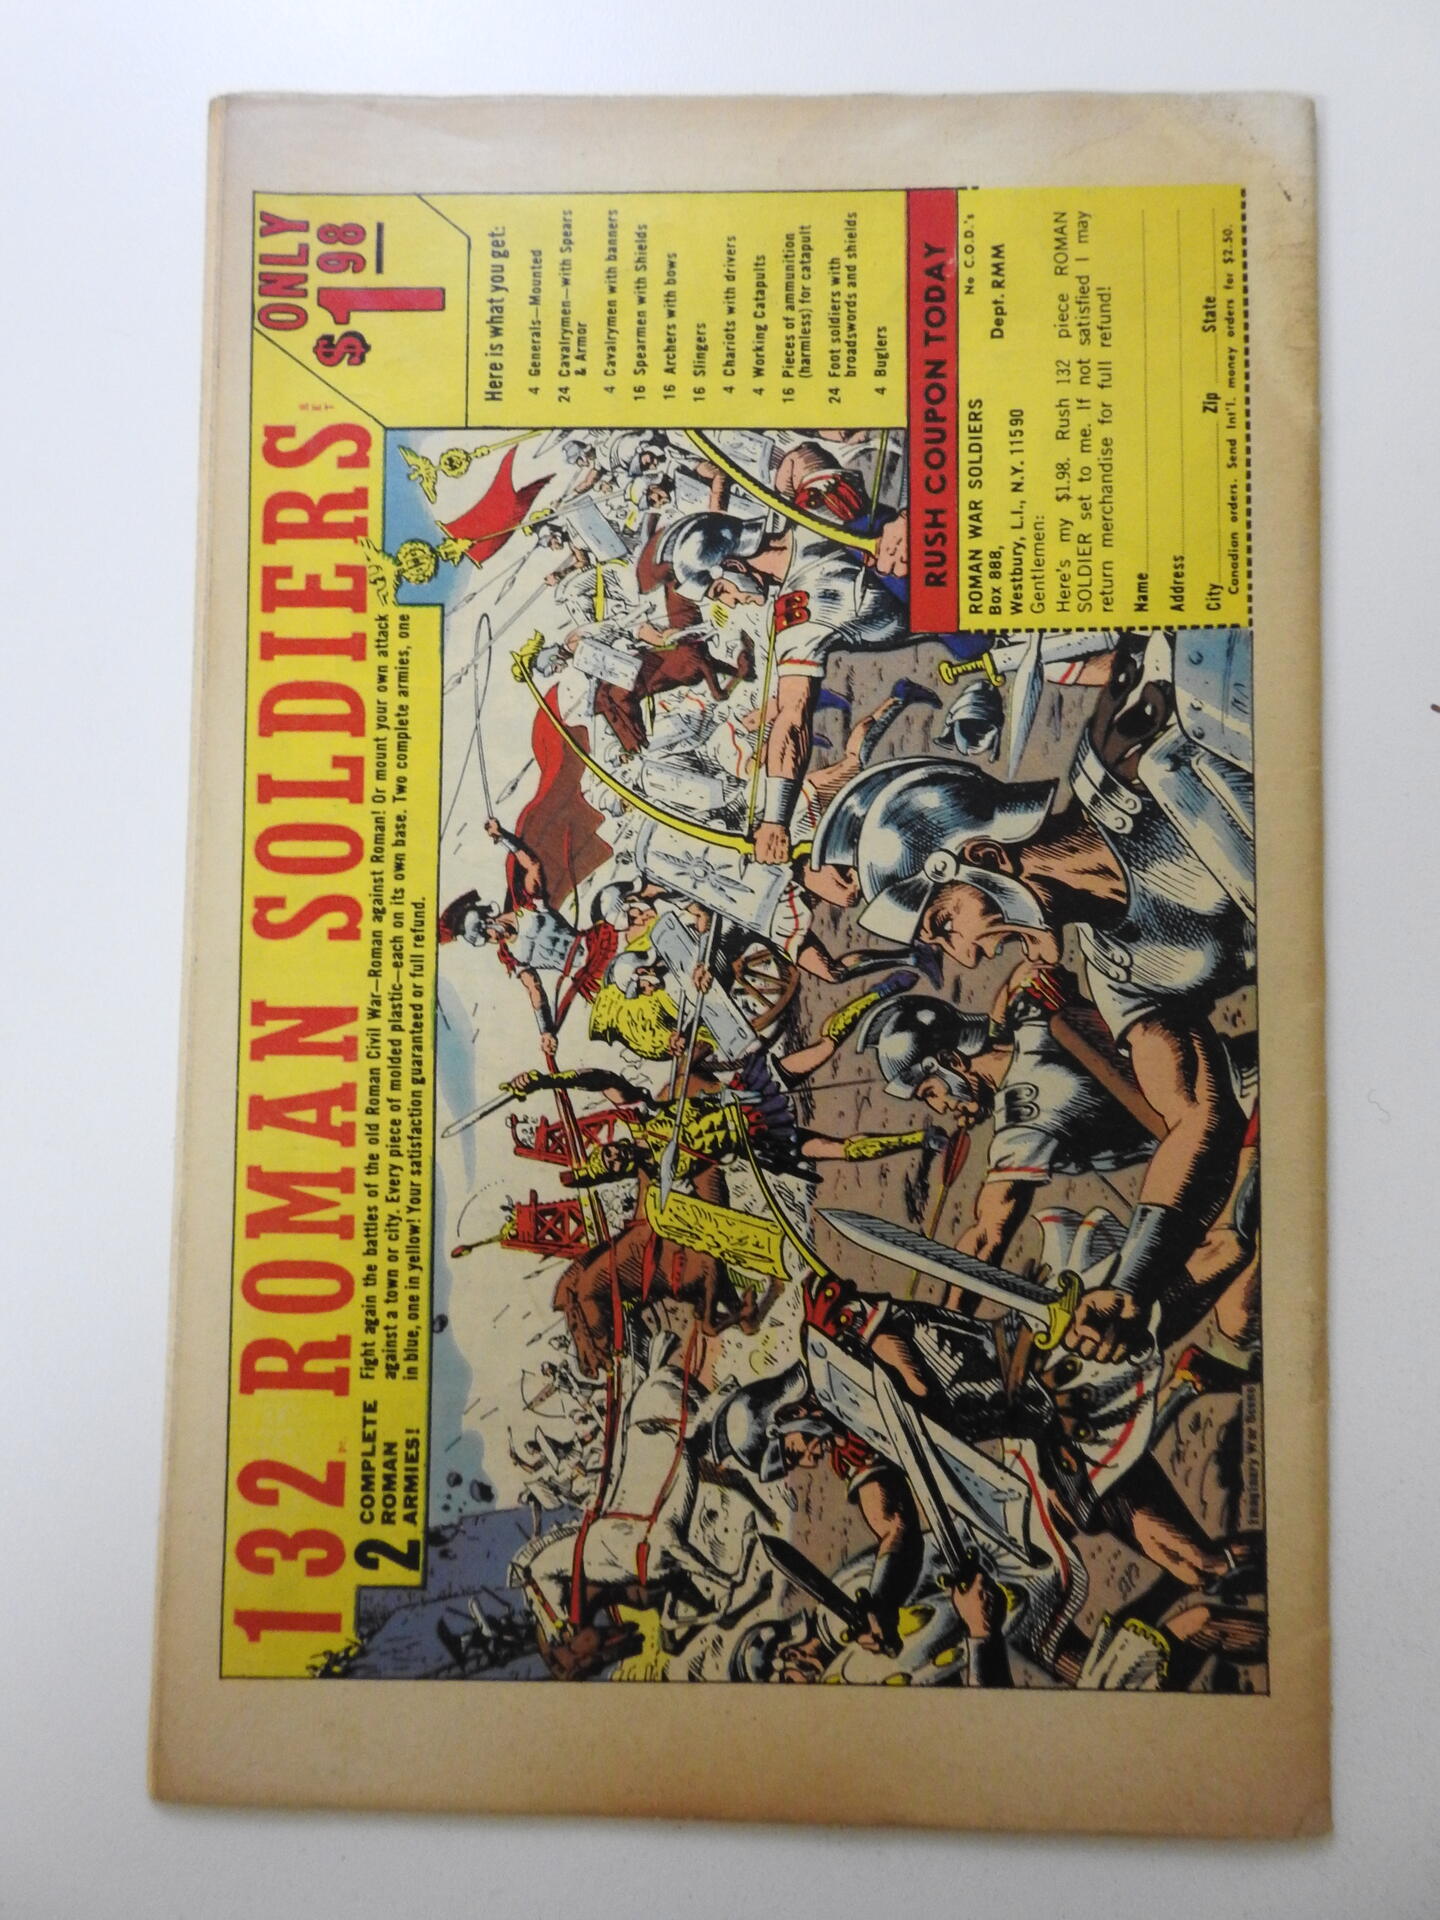 132 ROMAN SOLDIERS
PC.
SET
ONLY
$1.98
2 COMPLETE
ROMAN
ARMIES!
Fight again the battles of the old Roman Civil War—Roman against Roman! Or mount your own attack
against a town or city. Every piece of molded plastic—each on its own base. Two complete armies, one
in blue, one in yellow! Your satisfaction guaranteed or full refund.
Here is what you get:
4 Generals—Mounted
24 Cavalrymen—with Spears
& Armor
4 Cavalrymen with banners
16 Spearmen with Shields
16 Archers with bows
16 Slingers
4 Chariots with drivers
4 Working Catapults
16 Pieces of ammunition
(harmless) for catapult
24 Foot soldiers with
broadswords and shields
4 Buglers
RUSH COUPON TODAY
No C.O.D.'s
ROMAN WAR SOLDIERS
Box 888, Dept. RMM
Westbury, L.I., N.Y. 11590
Gentlemen:
Here's my $1.98. Rush 132 piece ROMAN
SOLDIER set to me. If not satisfied I may
return merchandise for full refund!
Name
Address
City Zip State
Canadian orders. Send Int'l. money orders for $2.50.
Imaginary War Scene